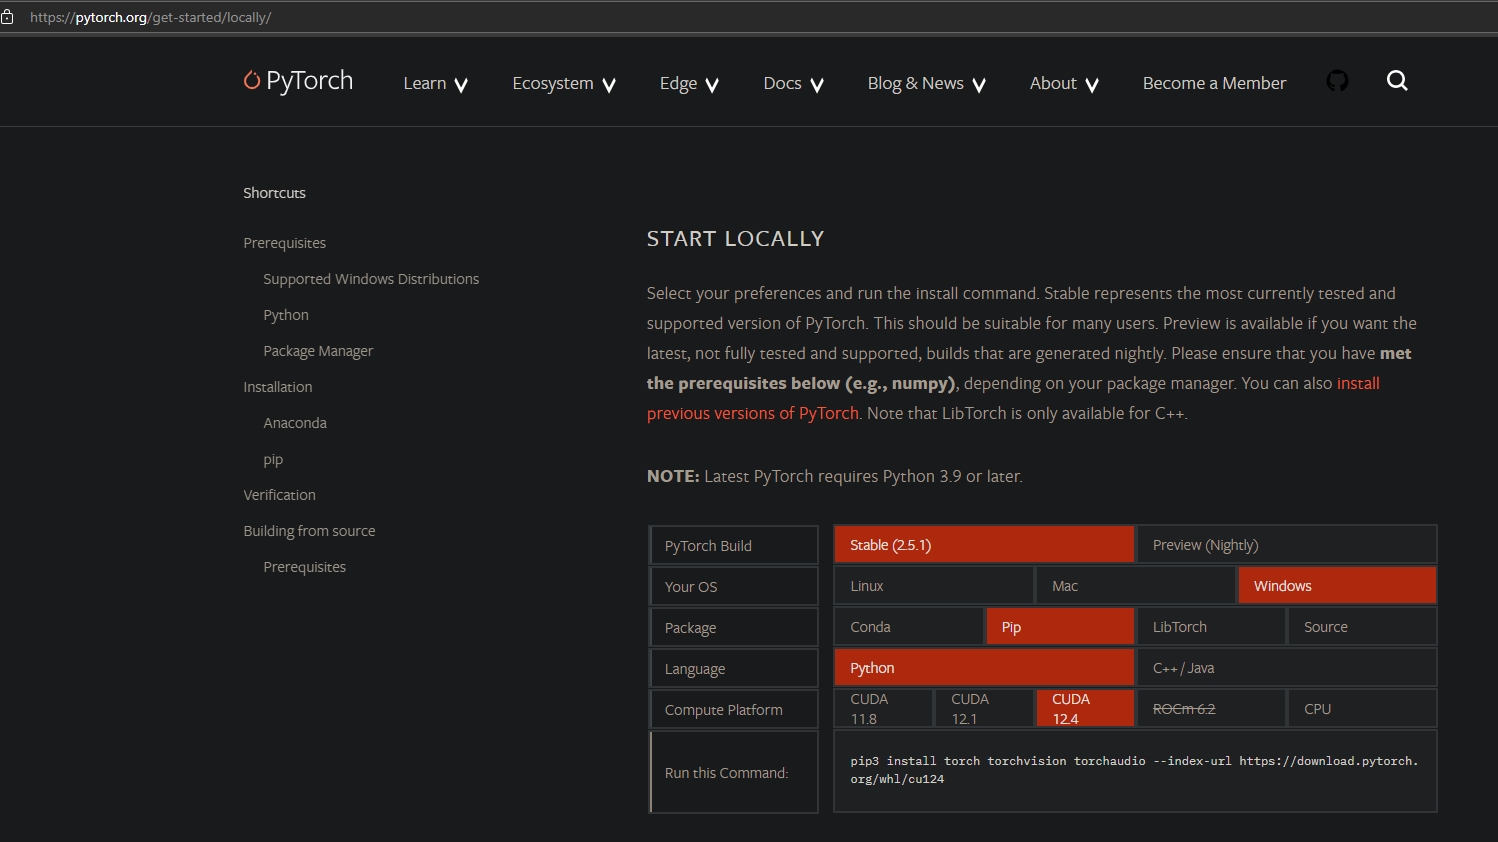 https://pytorch.org/get-started/locally/
PyTorch
Learn
Ecosystem
Edge
Docs
Blog & News
About
Become a Member
Shortcuts
Prerequisites
Supported Windows Distributions
Python
Package Manager
Installation
Anaconda
pip
Verification
Building from source
Prerequisites
START LOCALLY
Select your preferences and run the install command. Stable represents the most currently tested and
supported version of PyTorch. This should be suitable for many users. Preview is available if you want the
latest, not fully tested and supported, builds that are generated nightly. Please ensure that you have met
the prerequisites below (e.g., numpy), depending on your package manager. You can also install
previous versions of PyTorch. Note that LibTorch is only available for C++.
NOTE: Latest PyTorch requires Python 3.9 or later.
PyTorch Build
Stable (2.5.1)
Preview (Nightly)
Your OS
Linux
Mac
Windows
Package
Conda
Pip
LibTorch
Source
Language
Python
C++ / Java
Compute Platform
CUDA
11.8
CUDA
12.1
CUDA
12.4
ROCm 6.2
CPU
Run this Command:
pip3 install torch torchvision torchaudio --index-url https://download.pytorch.
org/whl/cu124